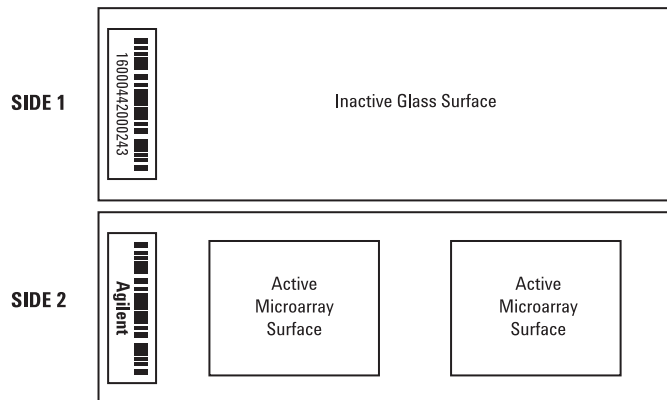 SIDE 1
16000442000243
Inactive Glass Surface
SIDE 2
Agilent
Active
Microarray
Surface
Active
Microarray
Surface